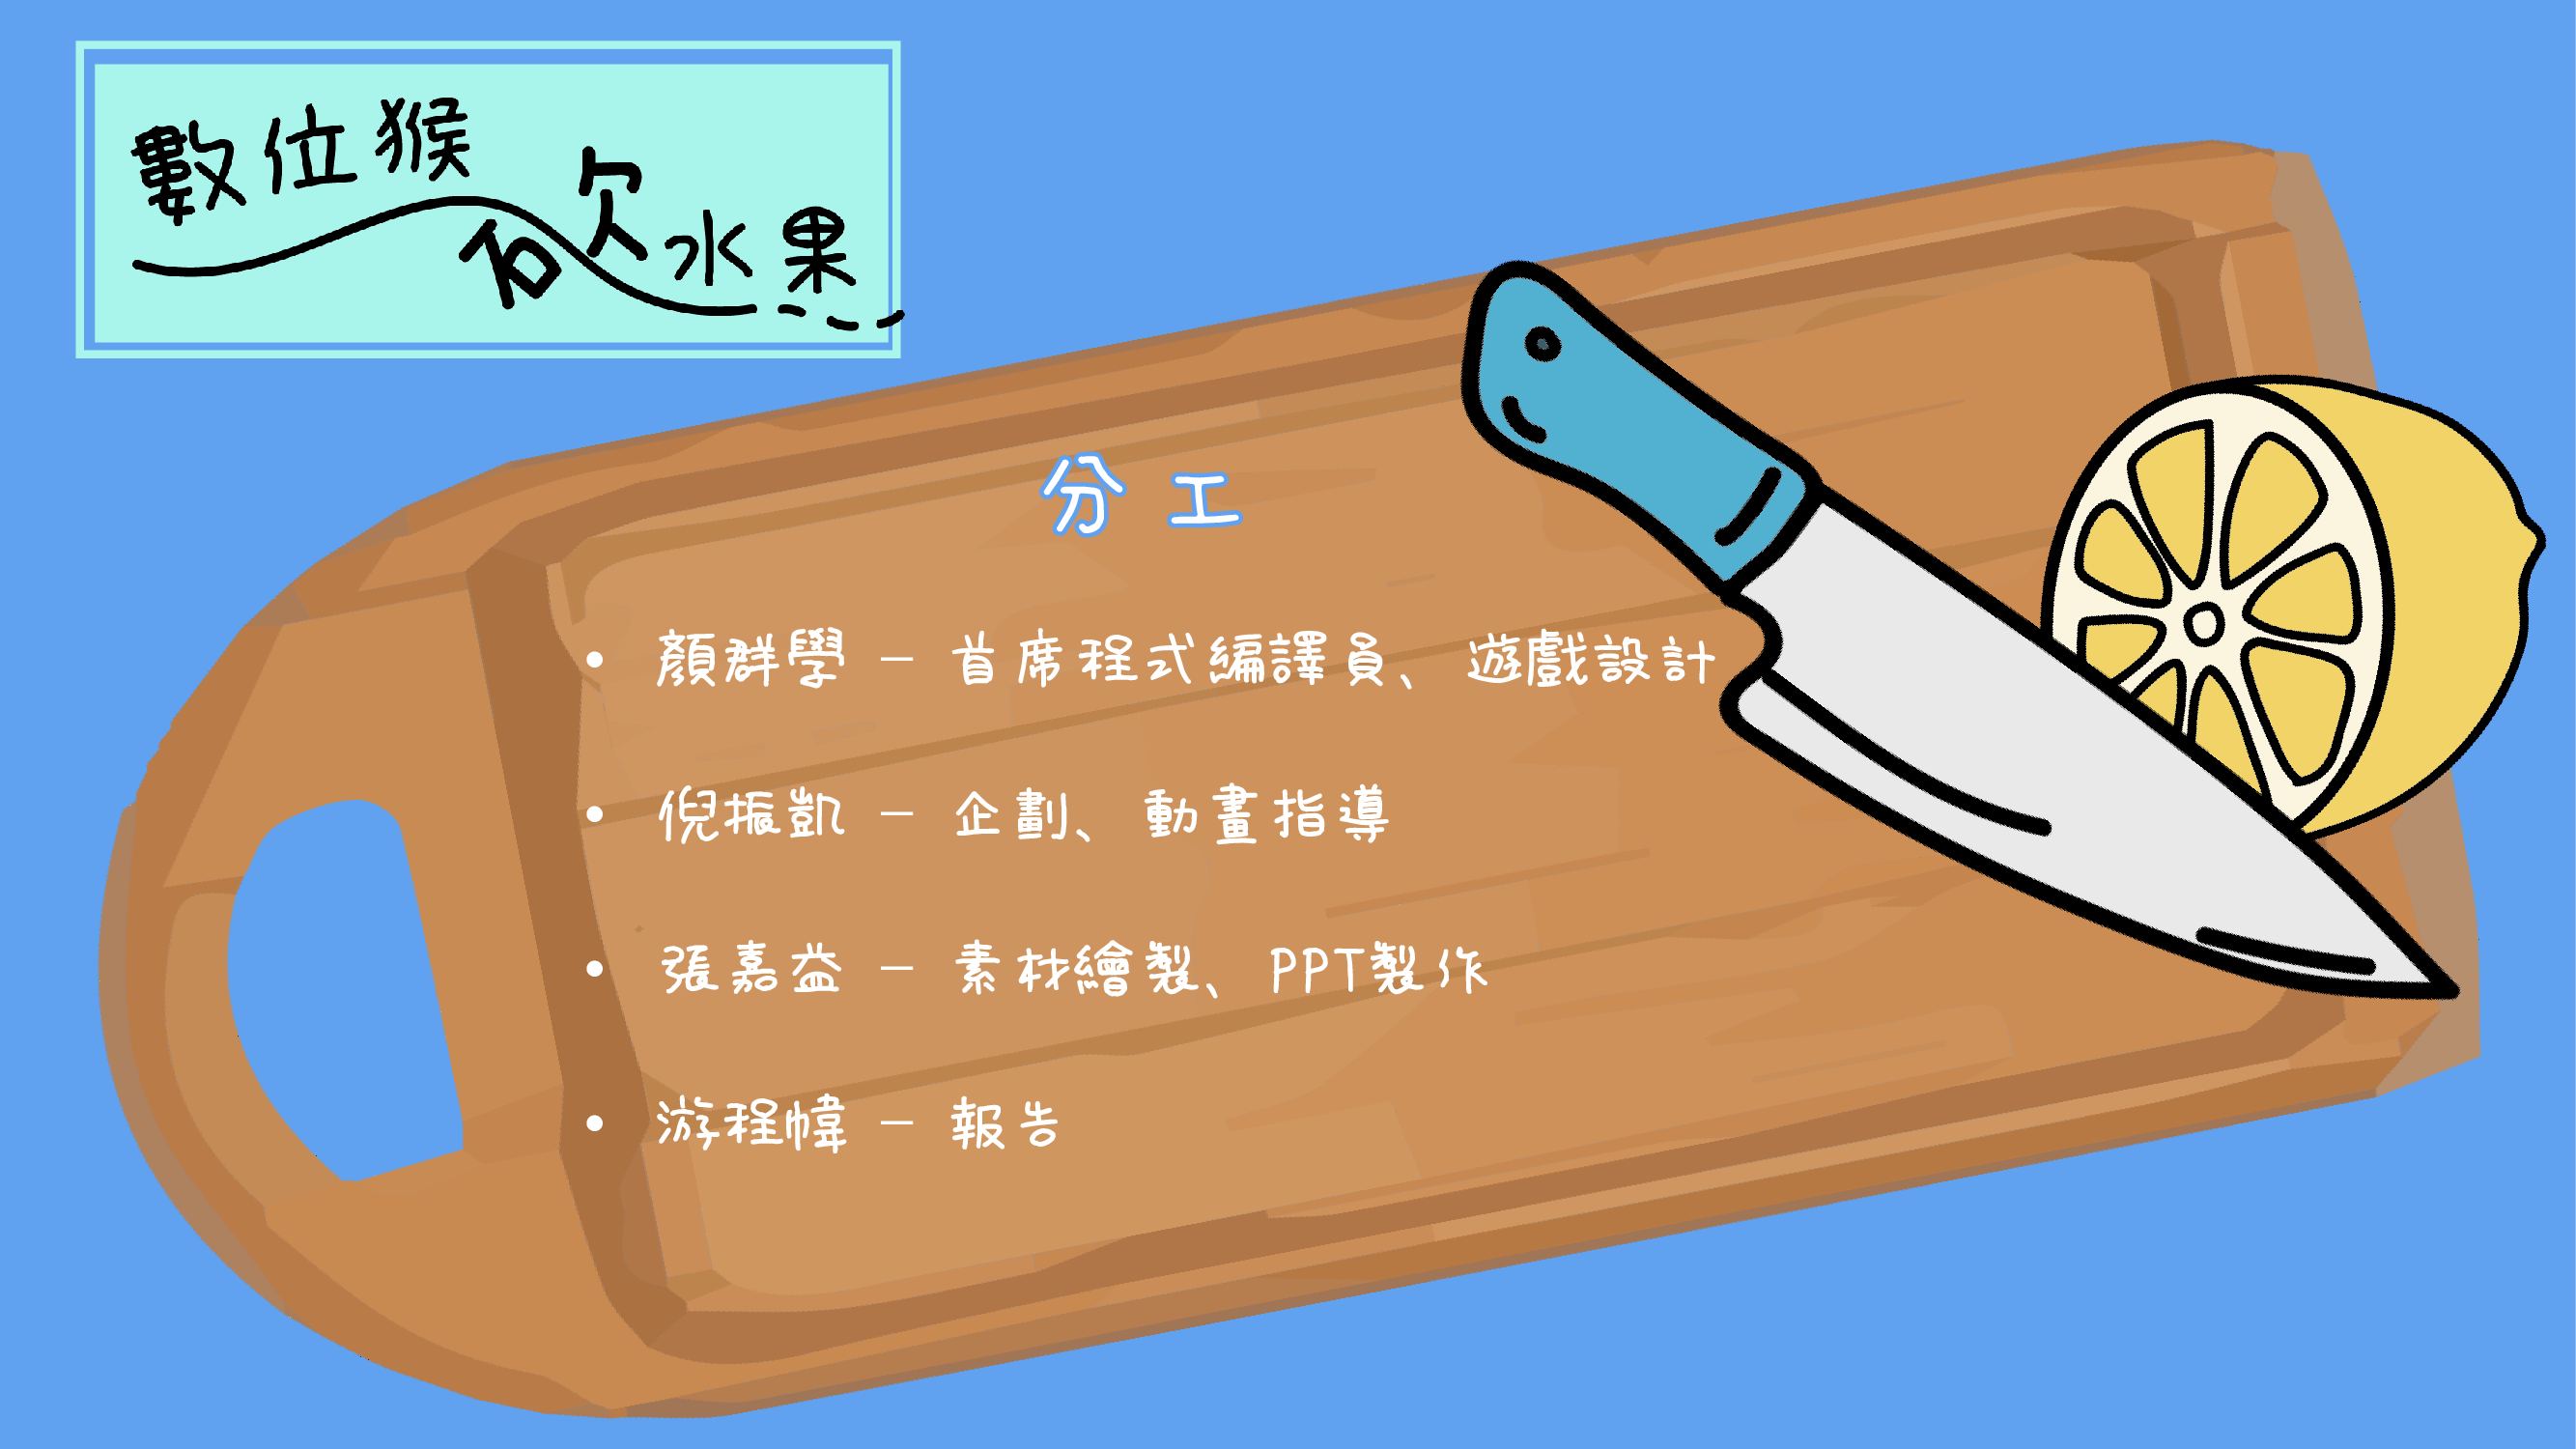 數位猴
砍水果
分工
• 顏群學 – 首席程式編譯員、遊戲設計
• 倪振凱 – 企劃、動畫指導
• 張嘉益 – 素材繪製、PPT製作
• 游程幃 – 報告